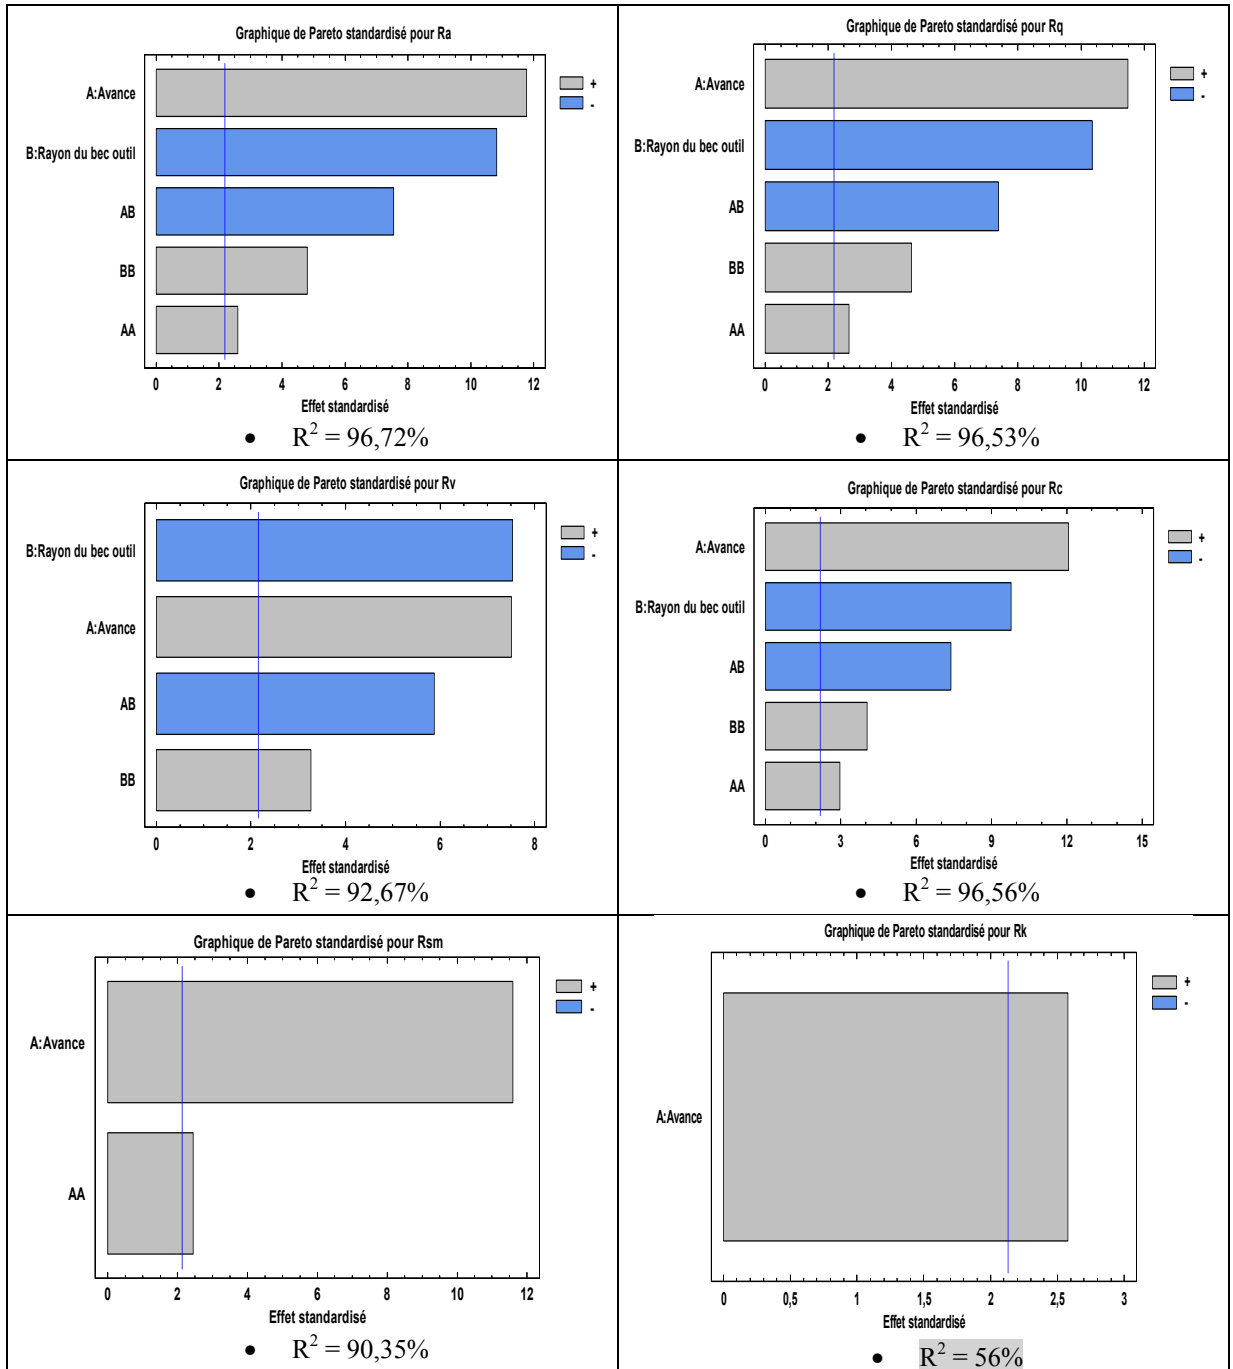 Graphique de Pareto standardisé pour Ra
A:Avance
B:Rayon du bec outil
AB
BB
AA
0 2 4 6 8 10 12
Effet standardisé
+
-
• R² = 96,72%
Graphique de Pareto standardisé pour Rq
A:Avance
B:Rayon du bec outil
AB
BB
AA
0 2 4 6 8 10 12
Effet standardisé
+
-
• R² = 96,53%
Graphique de Pareto standardisé pour Rv
B:Rayon du bec outil
A:Avance
AB
BB
0 2 4 6 8
Effet standardisé
+
-
• R² = 92,67%
Graphique de Pareto standardisé pour Rc
A:Avance
B:Rayon du bec outil
AB
BB
AA
0 3 6 9 12 15
Effet standardisé
+
-
• R² = 96,56%
Graphique de Pareto standardisé pour Rsm
A:Avance
AA
0 2 4 6 8 10 12
Effet standardisé
+
-
• R² = 90,35%
Graphique de Pareto standardisé pour Rk
A:Avance
0 0,5 1 1,5 2 2,5 3
Effet standardisé
+
-
• R² = 56%